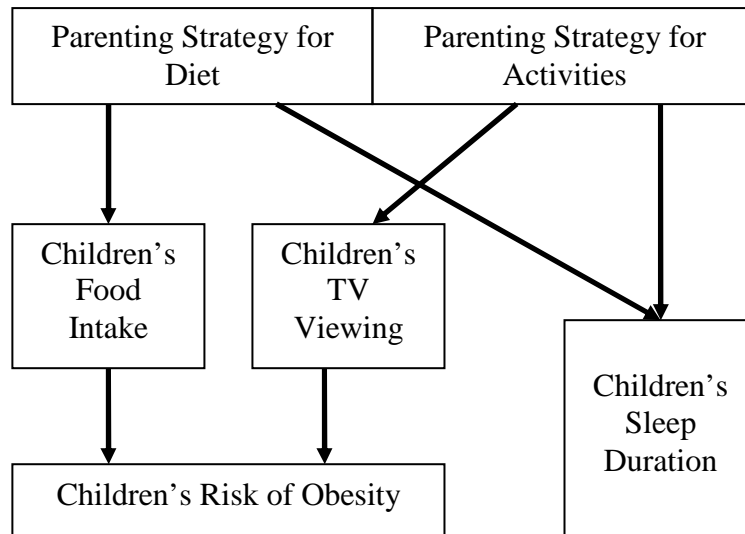 Parenting Strategy for
Diet
Parenting Strategy for
Activities
Children’s
Food
Intake
Children’s
TV
Viewing
Children’s
Sleep
Duration
Children’s Risk of Obesity